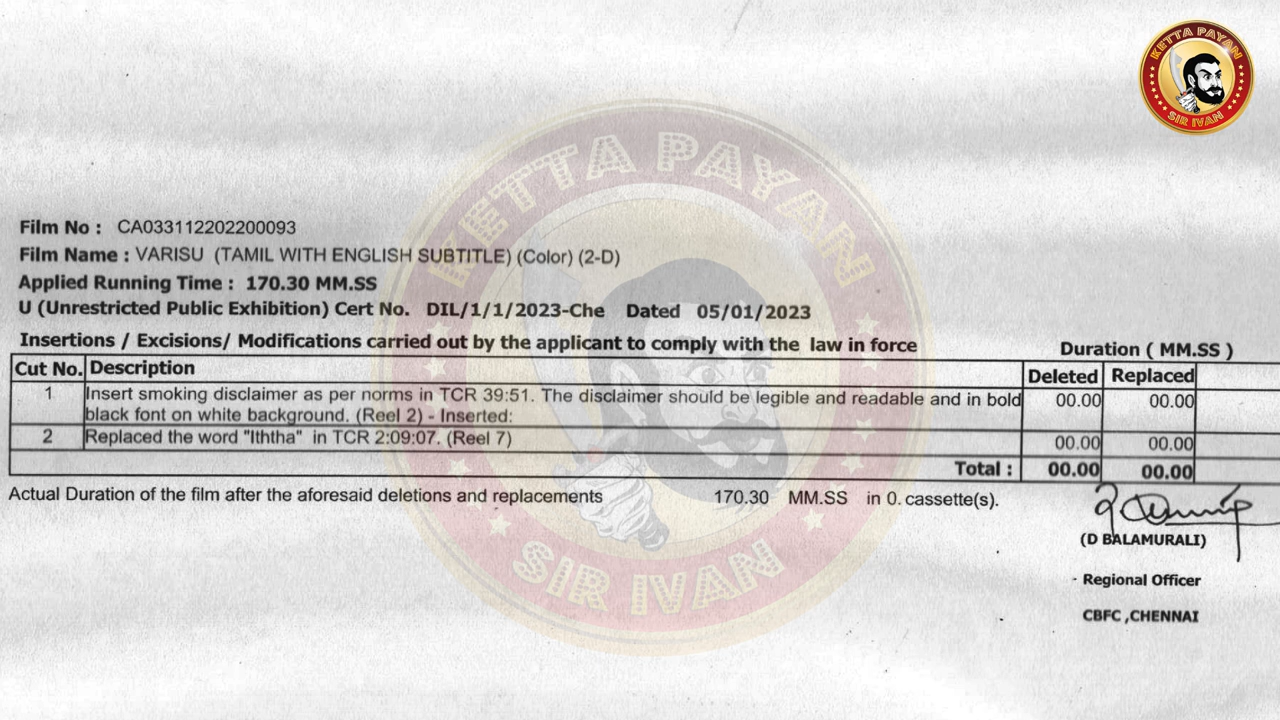 KETTA PAYAN
SIR IVAN
KETTA PAYAN
SIR IVAN
Film No : CA033112202200093
Film Name : VARISU (TAMIL WITH ENGLISH SUBTITLE) (Color) (2-D)
Applied Running Time : 170.30 MM.SS
U (Unrestricted Public Exhibition) Cert No. DIL/1/1/2023-Che Dated 05/01/2023
Insertions / Excisions/ Modifications carried out by the applicant to comply with the law in force
Duration ( MM.SS )
Cut No. Description Deleted Replaced
1 Insert smoking disclaimer as per norms in TCR 39:51. The disclaimer should be legible and readable and in bold 00.00 00.00
black font on white background. (Reel 2) - Inserted:
2 Replaced the word "Iththa" in TCR 2:09:07. (Reel 7) 00.00 00.00
Total : 00.00 00.00
Actual Duration of the film after the aforesaid deletions and replacements 170.30 MM.SS in 0. cassette(s).
(D BALAMURALI)
- Regional Officer
CBFC ,CHENNAI